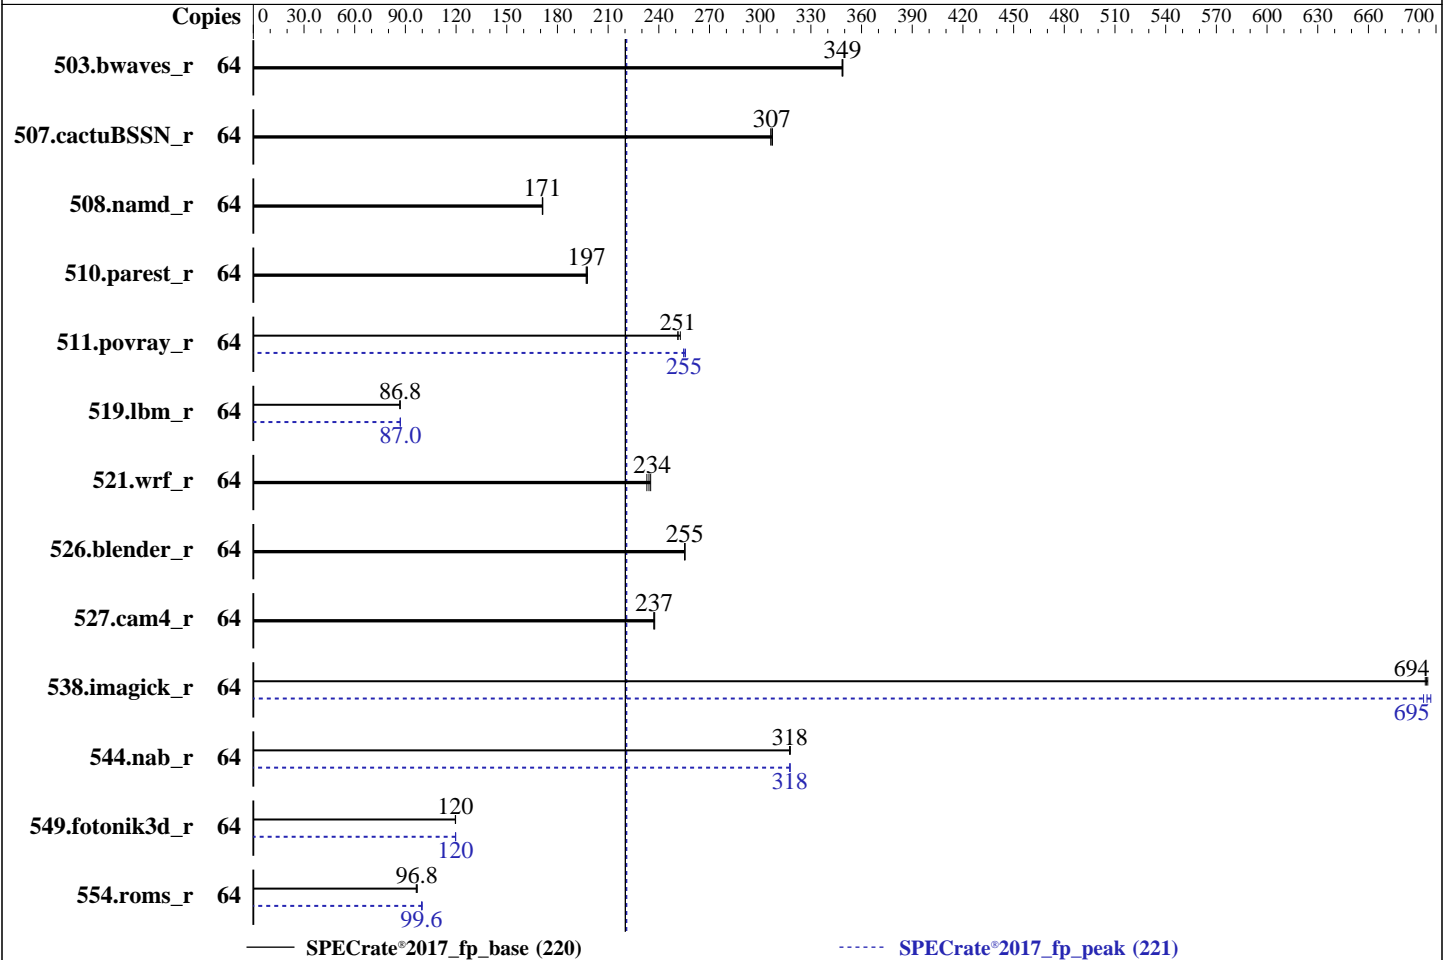 Copies 0 30.0 60.0 90.0 120 150 180 210 240 270 300 330 360 390 420 450 480 510 540 570 600 630 660 700
503.bwaves_r 64 349
507.cactuBSSN_r 64 307
508.namd_r 64 171
510.parest_r 64 197
511.povray_r 64 251
255
519.lbm_r 64 86.8
87.0
521.wrf_r 64 234
526.blender_r 64 255
527.cam4_r 64 237
538.imagick_r 64 694
695
544.nab_r 64 318
318
549.fotonik3d_r 64 120
120
554.roms_r 64 96.8
99.6
SPECrate®2017_fp_base (220) SPECrate®2017_fp_peak (221)